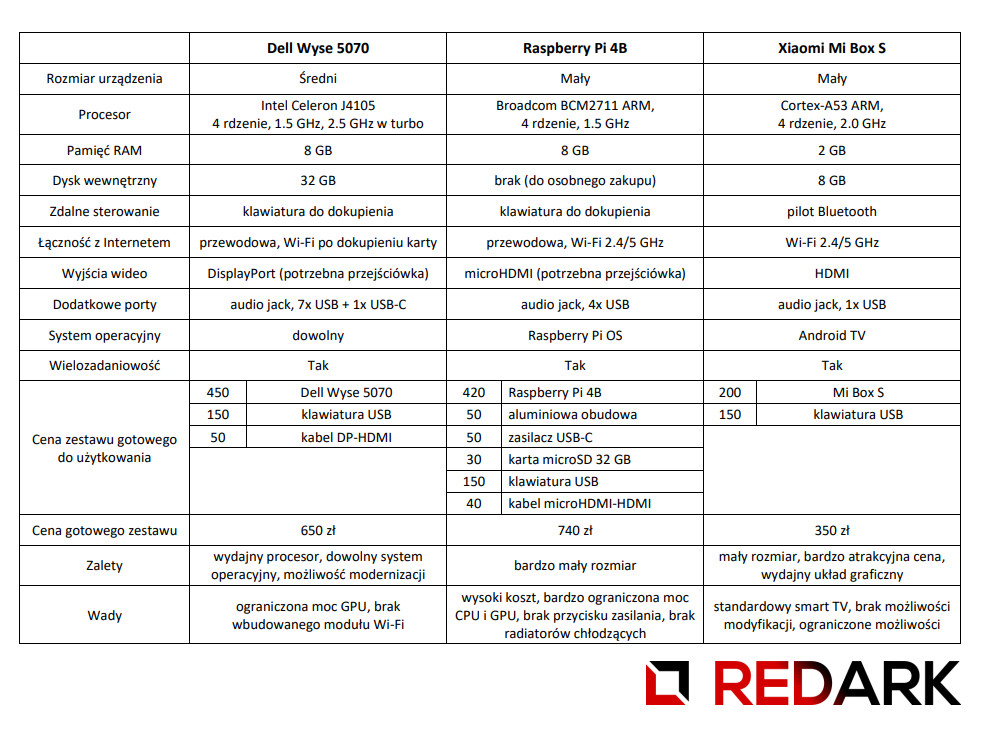 Dell Wyse 5070 Raspberry Pi 4B Xiaomi Mi Box S
Rozmiar urządzenia Średni Mały Mały
Procesor Intel Celeron J4105 Broadcom BCM2711 ARM, Cortex-A53 ARM,
4 rdzenie, 1.5 GHz, 2.5 GHz w turbo 4 rdzenie, 1.5 GHz 4 rdzenie, 2.0 GHz
Pamięć RAM 8 GB 8 GB 2 GB
Dysk wewnętrzny 32 GB brak (do osobnego zakupu) 8 GB
Zdalne sterowanie klawiatura do dokupienia klawiatura do dokupienia pilot Bluetooth
Łączność z Internetem przewodowa, Wi-Fi po dokupieniu karty przewodowa, Wi-Fi 2.4/5 GHz Wi-Fi 2.4/5 GHz
Wyjścia wideo DisplayPort (potrzebna przejściówka) microHDMI (potrzebna przejściówka) HDMI
Dodatkowe porty audio jack, 7x USB + 1x USB-C audio jack, 4x USB audio jack, 1x USB
System operacyjny dowolny Raspberry Pi OS Android TV
Wielozadaniowość Tak Tak Tak
Cena zestawu gotowego
do użytkowania
450 Dell Wyse 5070 420 Raspberry Pi 4B 200 Mi Box S
150 klawiatura USB 50 aluminiowa obudowa 150 klawiatura USB
50 kabel DP-HDMI 50 zasilacz USB-C
30 karta microSD 32 GB
150 klawiatura USB
40 kabel microHDMI-HDMI
Cena gotowego zestawu 650 zł 740 zł 350 zł
Zalety wydajny procesor, dowolny system bardzo mały rozmiar mały rozmiar, bardzo atrakcyjna cena,
operacyjny, możliwość modernizacji wydajny układ graficzny
Wady ograniczona moc GPU, brak wysoki koszt, bardzo ograniczona moc standardowy smart TV, brak możliwości
wbudowanego modułu Wi-Fi CPU i GPU, brak przycisku zasilania, brak modyfikacji, ograniczone możliwości
radiatorów chłodzących
REDARK